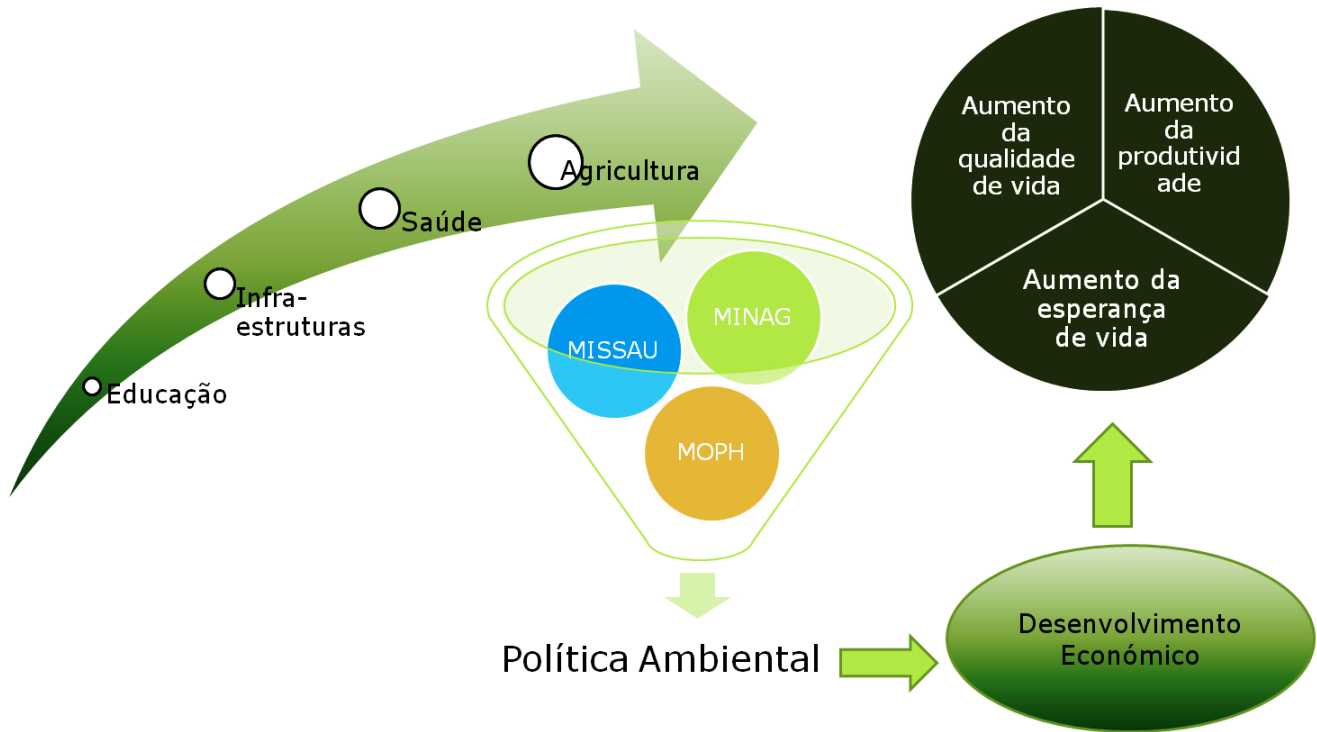 Educação
Infra-
estruturas
Saúde
Agricultura
MISSAU
MINAG
MOPH
Política Ambiental
Desenvolvimento
Económico
Aumento
da
qualidade
de vida
Aumento
da
produtivid
ade
Aumento da
esperança
de vida